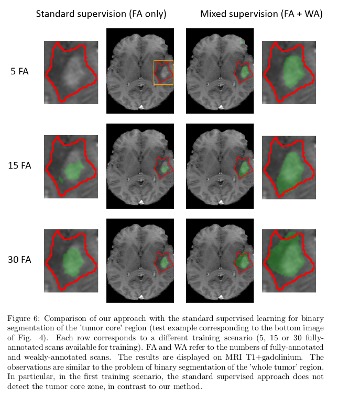 Standard supervision (FA only) Mixed supervision (FA + WA)
5 FA
15 FA
30 FA
Figure 6: Comparison of our approach with the standard supervised learning for binary
segmentation of the 'tumor core' region (test example corresponding to the bottom image
of Fig. 4). Each row corresponds to a different training scenario (5, 15 or 30 fully-
annotated scans available for training). FA and WA refer to the numbers of fully-annotated
and weakly-annotated scans. The results are displayed on MRI T1+gadolinium. The
observations are similar to the problem of binary segmentation of the 'whole tumor' region.
In particular, in the first training scenario, the standard supervised approach does not
detect the tumor core zone, in contrast to our method.